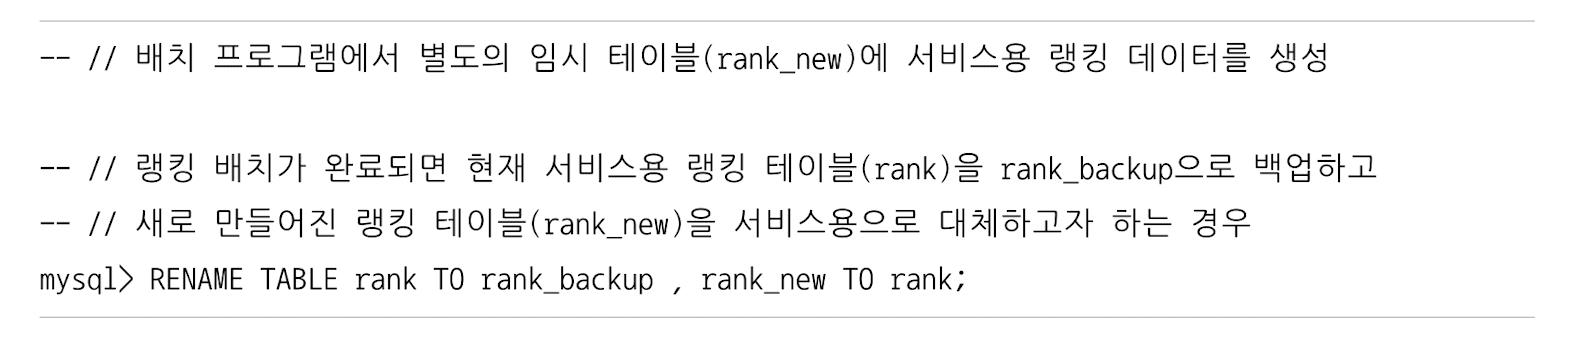 -- // 배치 프로그램에서 별도의 임시 테이블(rank_new)에 서비스용 랭킹 데이터를 생성
-- // 랭킹 배치가 완료되면 현재 서비스용 랭킹 테이블(rank)을 rank_backup으로 백업하고
-- // 새로 만들어진 랭킹 테이블(rank_new)을 서비스용으로 대체하고자 하는 경우
mysql> RENAME TABLE rank TO rank_backup , rank_new TO rank;